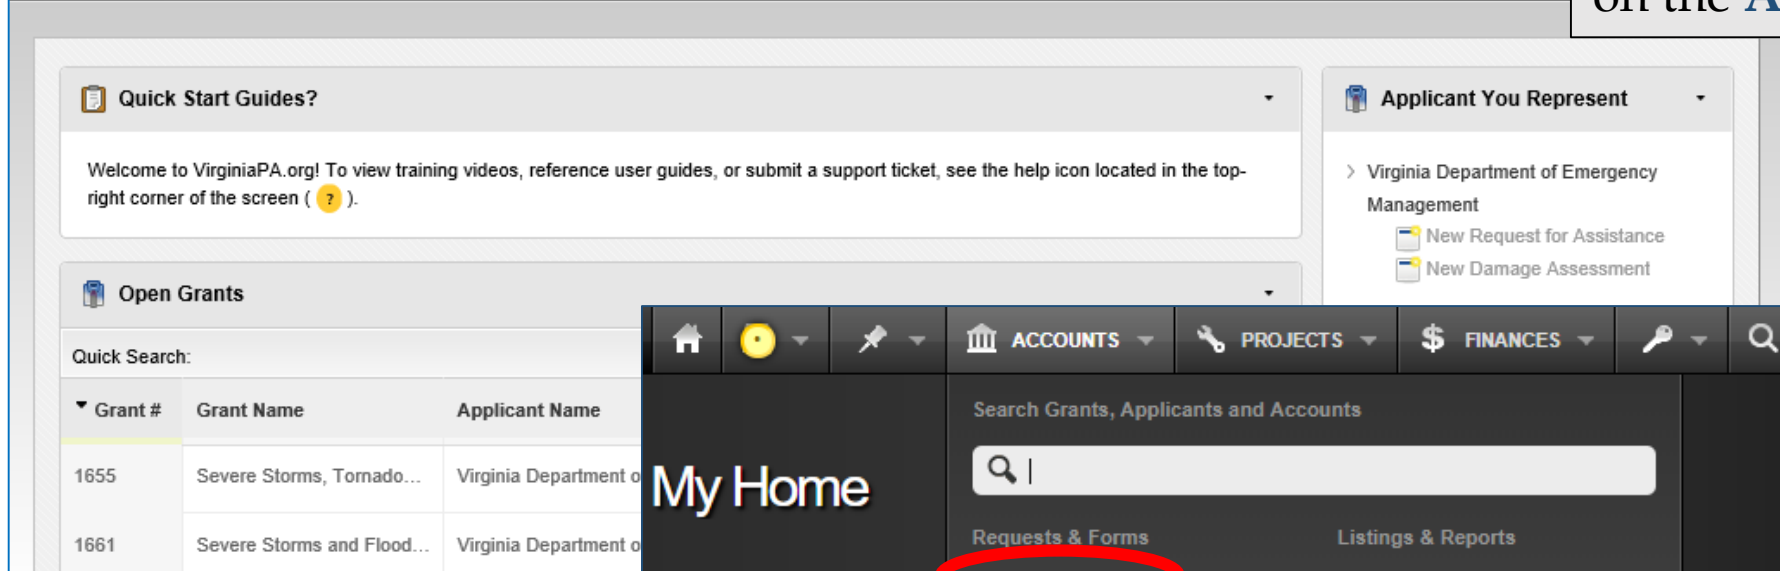 on the A
Quick Start Guides?
Applicant You Represent
Welcome to VirginiaPA.org! To view training videos, reference user guides, or submit a support ticket, see the help icon located in the top-
right corner of the screen ( ? ).
Virginia Department of Emergency
Management
New Request for Assistance
New Damage Assessment
Open Grants
Quick Search:
Grant # Grant Name Applicant Name
1655 Severe Storms, Tornado... Virginia Department o
1661 Severe Storms and Flood... Virginia Department o
ACCOUNTS PROJECTS $ FINANCES
Search Grants, Applicants and Accounts
My Home
Requests & Forms Listings & Reports